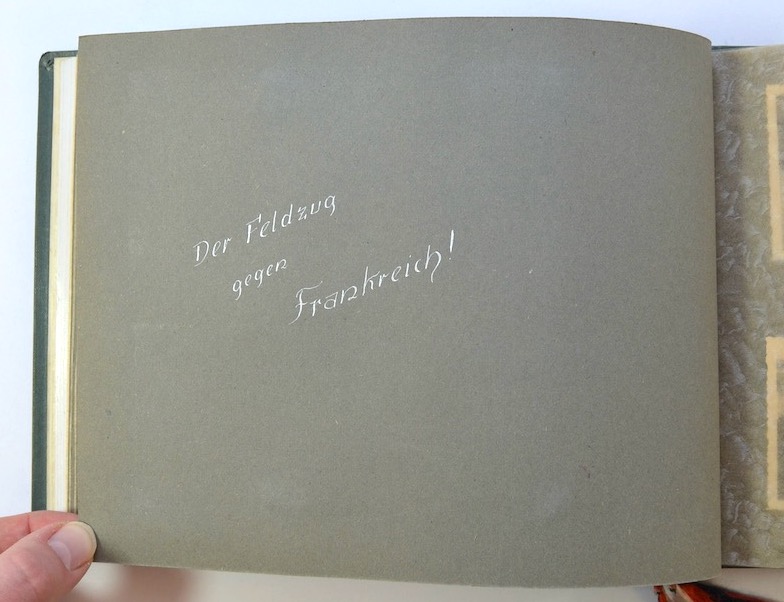 Der Feldzug
gegen
Frankreich!